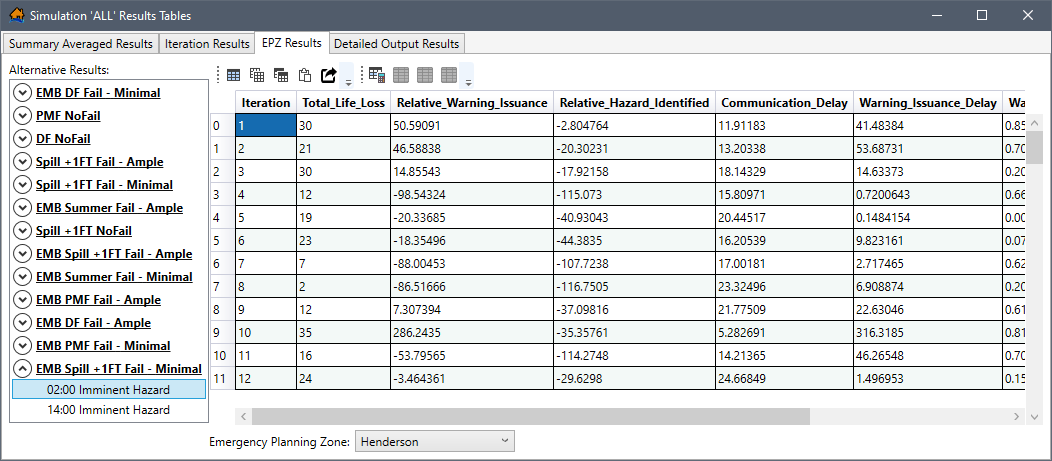 Simulation 'ALL' Results Tables
Summary Averaged Results Iteration Results EPZ Results Detailed Output Results
Alternative Results:
EMB DF Fail - Minimal
PMF NoFail
DF NoFail
Spill +1FT Fail - Ample
Spill +1FT Fail - Minimal
EMB Summer Fail - Ample
Spill +1FT NoFail
EMB Spill +1FT Fail - Ample
EMB Summer Fail - Minimal
EMB PMF Fail - Ample
EMB DF Fail - Ample
EMB PMF Fail - Minimal
EMB Spill +1FT Fail - Minimal
02:00 Imminent Hazard
14:00 Imminent Hazard
Iteration Total_Life_Loss Relative_Warning_Issuance Relative_Hazard_Identified Communication_Delay Warning_Issuance_Delay Wa
0 1 30 50.59091 -2.804764 11.91183 41.48384 0.85
1 2 21 46.58838 -20.30231 13.20338 53.68731 0.70
2 3 30 14.85543 -17.92158 18.14329 14.63373 0.20
3 4 12 -98.54324 -115.073 15.80971 0.7200643 0.66
4 5 19 -20.33685 -40.93043 20.44517 0.1484154 0.00
5 6 23 -18.35496 -44.3835 16.20539 9.823161 0.07
6 7 7 -88.00453 -107.7238 17.00181 2.717465 0.62
7 8 2 -86.51666 -116.7505 23.32496 6.908874 0.20
8 9 12 7.307394 -37.09816 21.77509 22.63046 0.61
9 10 35 286.2435 -35.35761 5.282691 316.3185 0.81
10 11 16 -53.79565 -114.2748 14.21365 46.26548 0.70
11 12 24 -3.464361 -29.6298 24.66849 1.496953 0.15
Emergency Planning Zone: Henderson